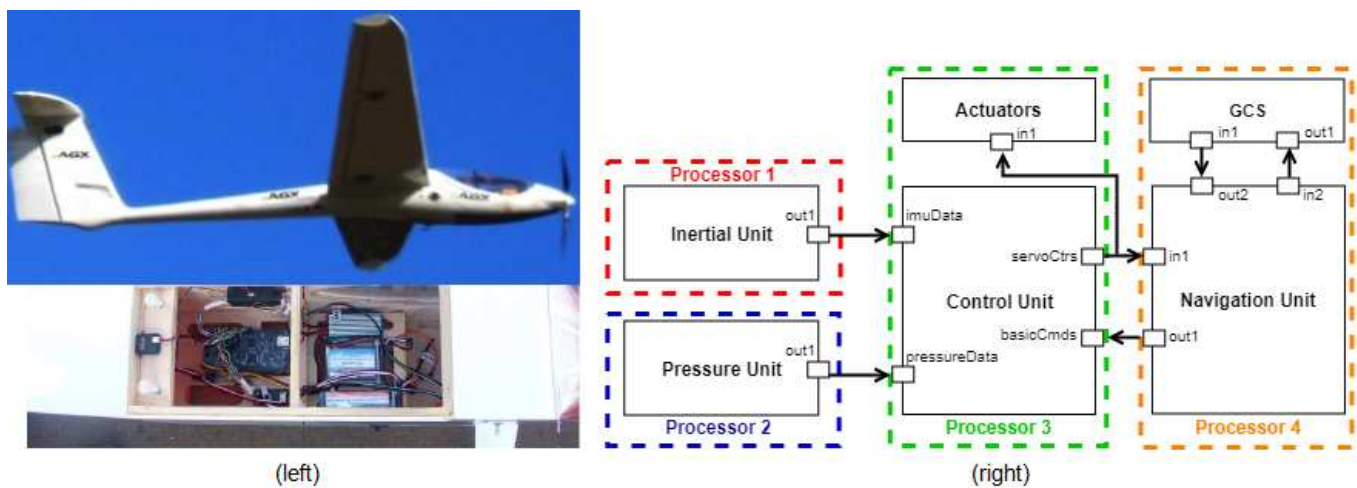 AGX
AGX
AGX
(left)
Processor 1
Inertial Unit
out1
Processor 2
Pressure Unit
out1
Actuators
in1
imuData
servoCtrs
Control Unit
basicCmds
pressureData
Processor 3
GCS
in1
out1
out2
in2
in1
Navigation Unit
out1
Processor 4
(right)